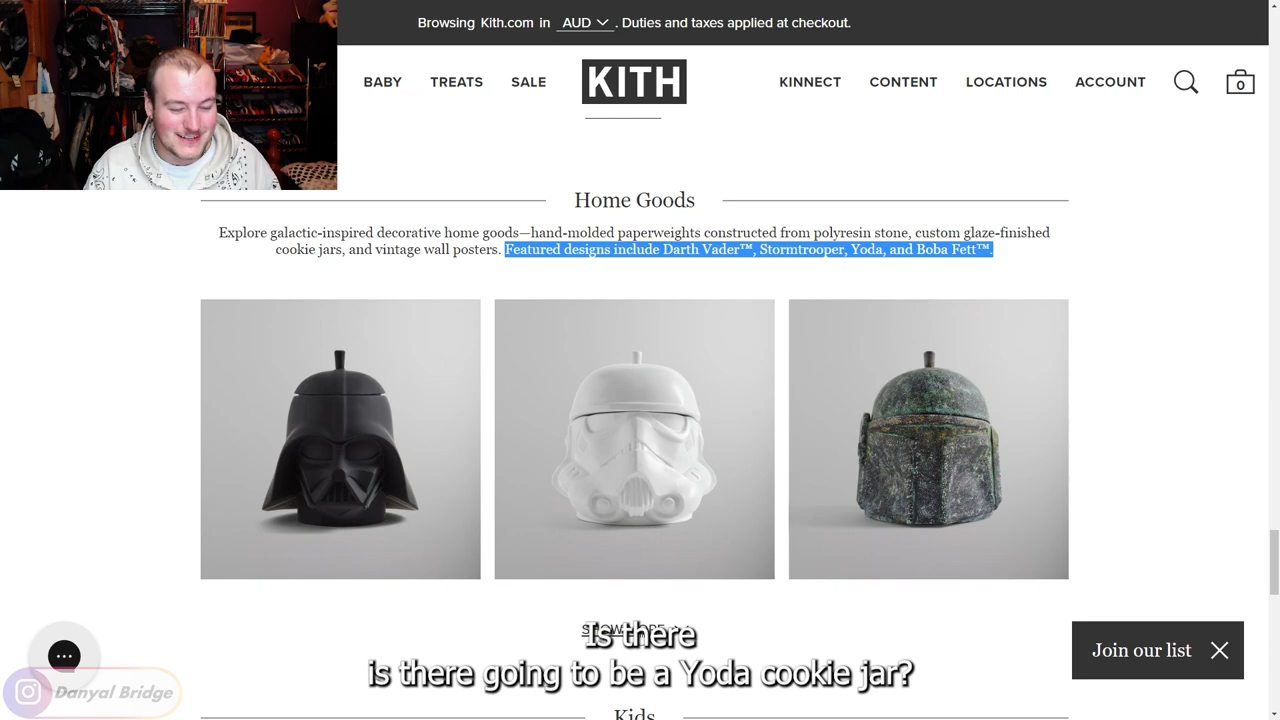 Browsing Kith.com in AUD . Duties and taxes applied at checkout.
BABY TREATS SALE KITH KINNECT CONTENT LOCATIONS ACCOUNT 0
Home Goods
Explore galactic-inspired decorative home goods—hand-molded paperweights constructed from polyresin stone, custom glaze-finished
cookie jars, and vintage wall posters. Featured designs include Darth Vader™, Stormtrooper, Yoda, and Boba Fett™.
SHOW MORE
Is there
is there going to be a Yoda cookie jar?
Join our list
Danyal Bridge
Kids